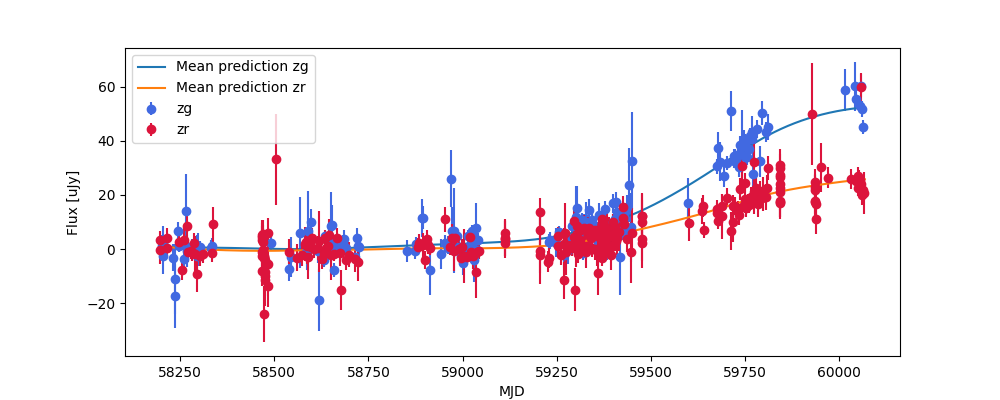 Mean prediction zg
Mean prediction zr
zg
zr
60
40
20
0
−20
Flux [uJy]
58250 58500 58750 59000 59250 59500 59750 60000
MJD